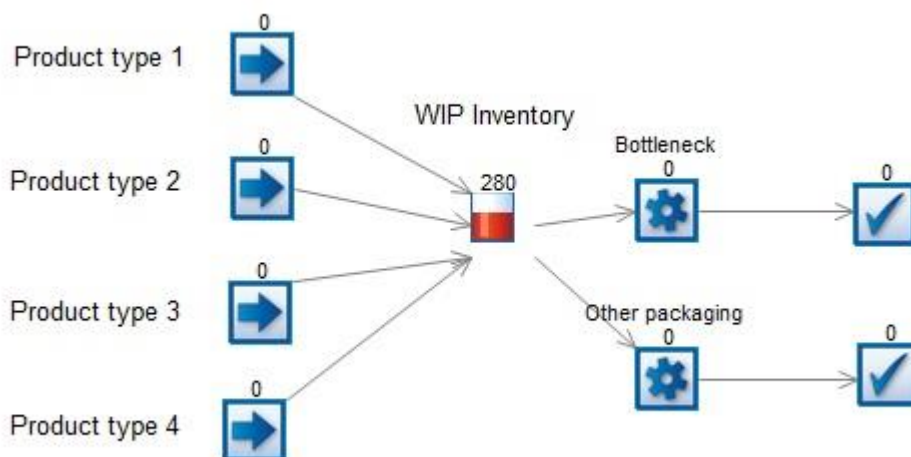 0
Product type 1
WIP Inventory
0
Bottleneck
Product type 2
280
0
0
0
Product type 3
Other packaging
0
0
0
Product type 4